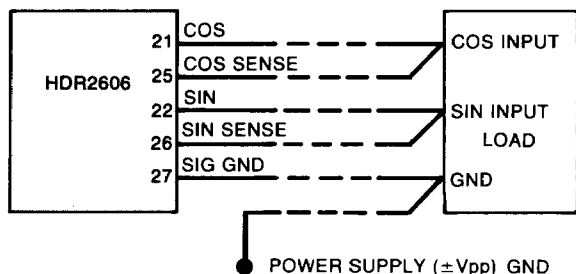 21 COS COS INPUT
HDR2606 25 COS SENSE
22 SIN SIN INPUT
26 SIN SENSE LOAD
27 SIG GND GND
POWER SUPPLY (±Vpp) GND